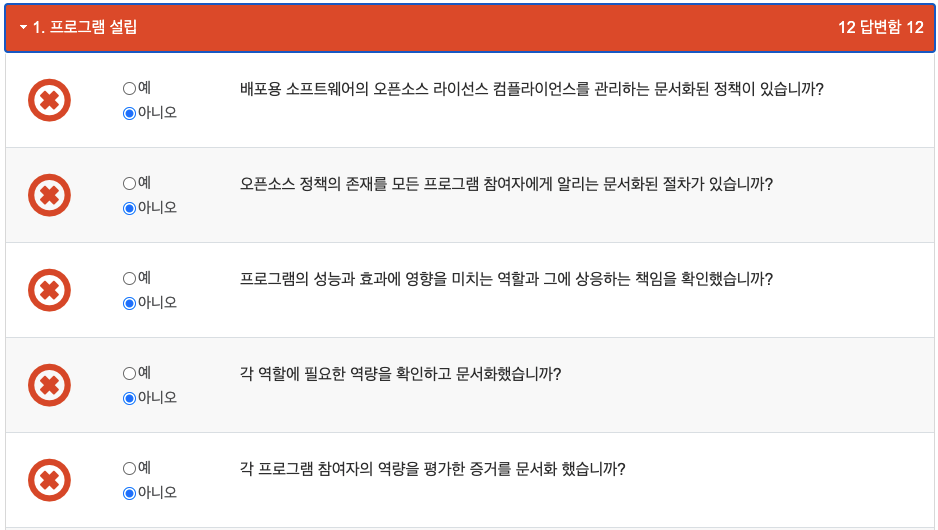 1. 프로그램 설립 12 답변함 12
예 배포용 소프트웨어의 오픈소스 라이선스 컴플라이언스를 관리하는 문서화된 정책이 있습니까?
아니오
예 오픈소스 정책의 존재를 모든 프로그램 참여자에게 알리는 문서화된 절차가 있습니까?
아니오
예 프로그램의 성능과 효과에 영향을 미치는 역할과 그에 상응하는 책임을 확인했습니까?
아니오
예 각 역할에 필요한 역량을 확인하고 문서화했습니까?
아니오
예 각 프로그램 참여자의 역량을 평가한 증거를 문서화 했습니까?
아니오